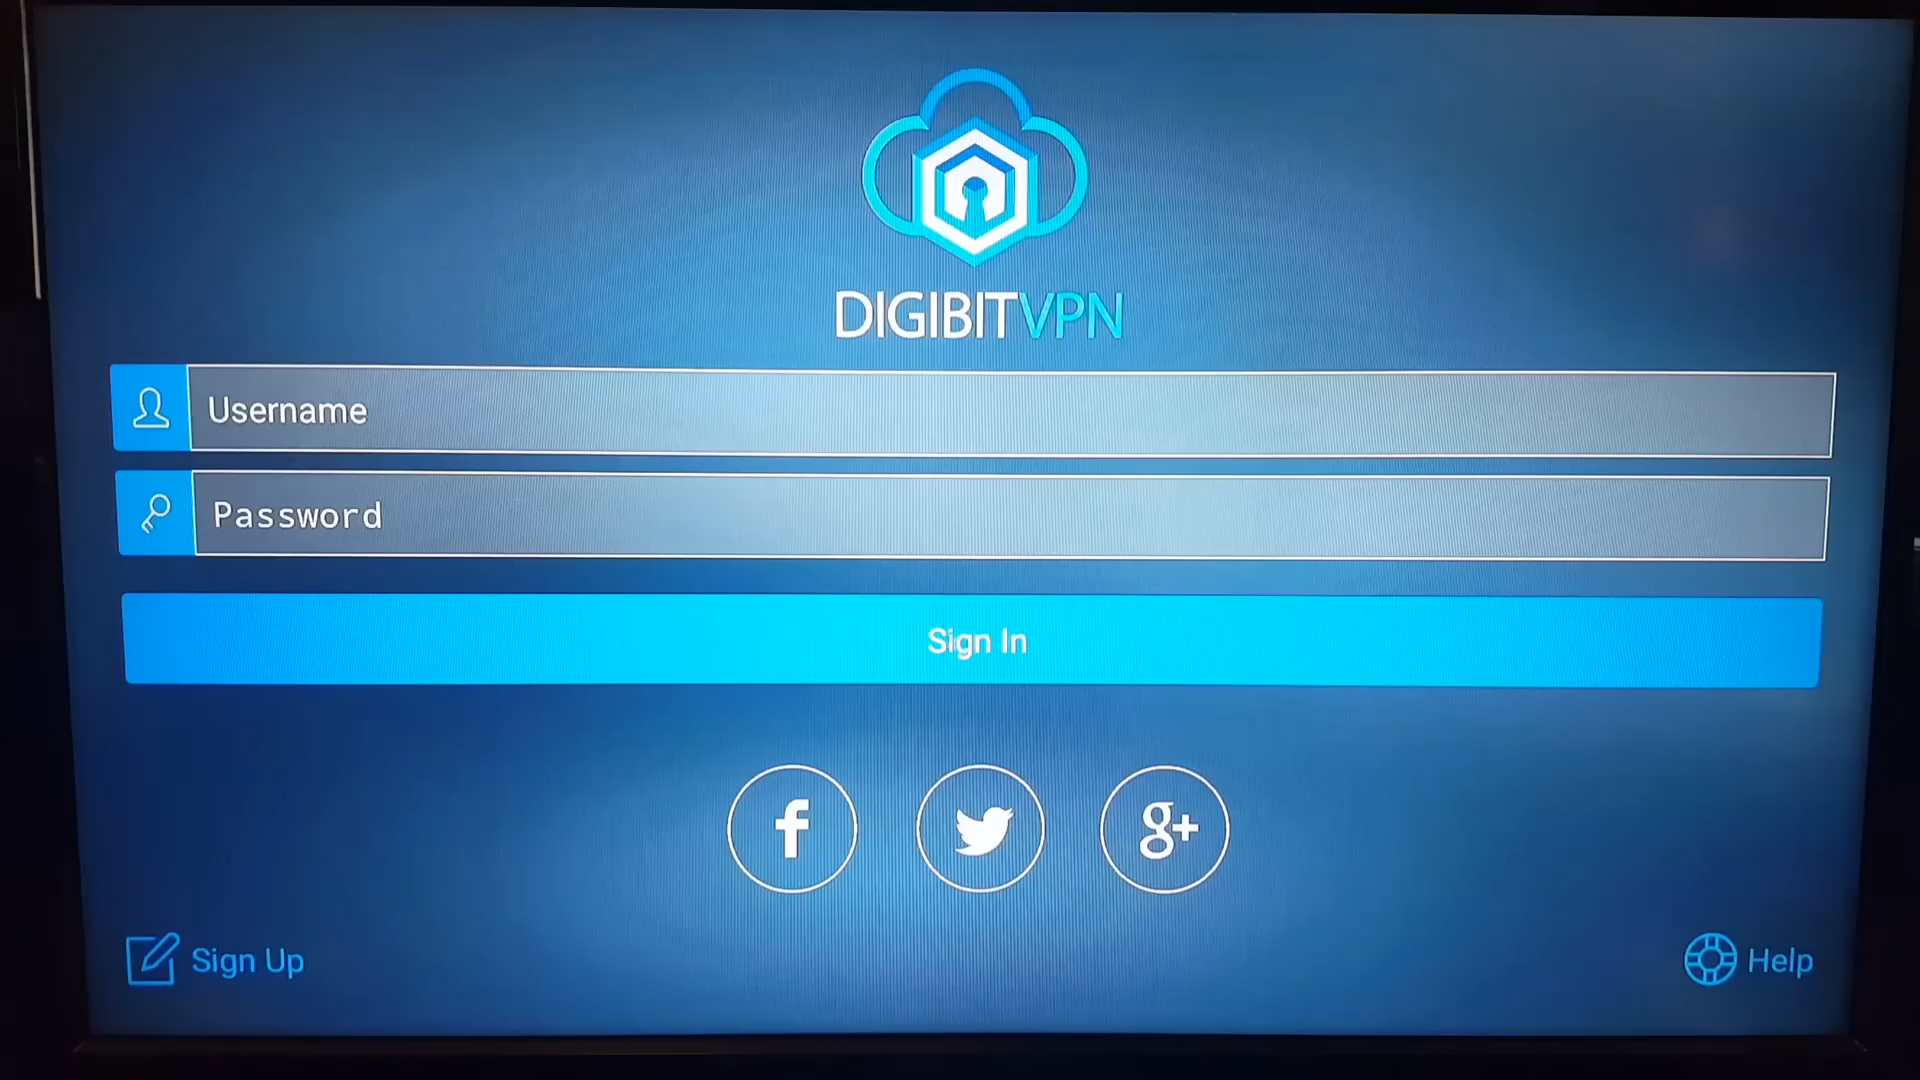 DIGIBITVPN
Username
Password
Sign In
f
g+
Sign Up
Help